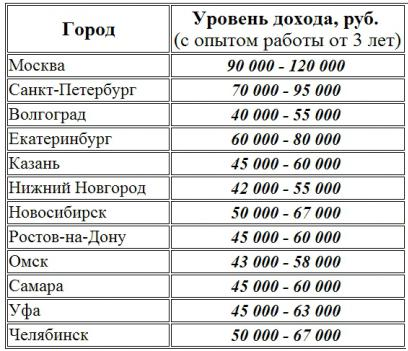 Город Уровень дохода, руб.
(с опытом работы от 3 лет)
Москва 90 000 - 120 000
Санкт-Петербург 70 000 - 95 000
Волгоград 40 000 - 55 000
Екатеринбург 60 000 - 80 000
Казань 45 000 - 60 000
Нижний Новгород 42 000 - 55 000
Новосибирск 50 000 - 67 000
Ростов-на-Дону 45 000 - 60 000
Омск 43 000 - 58 000
Самара 45 000 - 60 000
Уфа 45 000 - 63 000
Челябинск 50 000 - 67 000